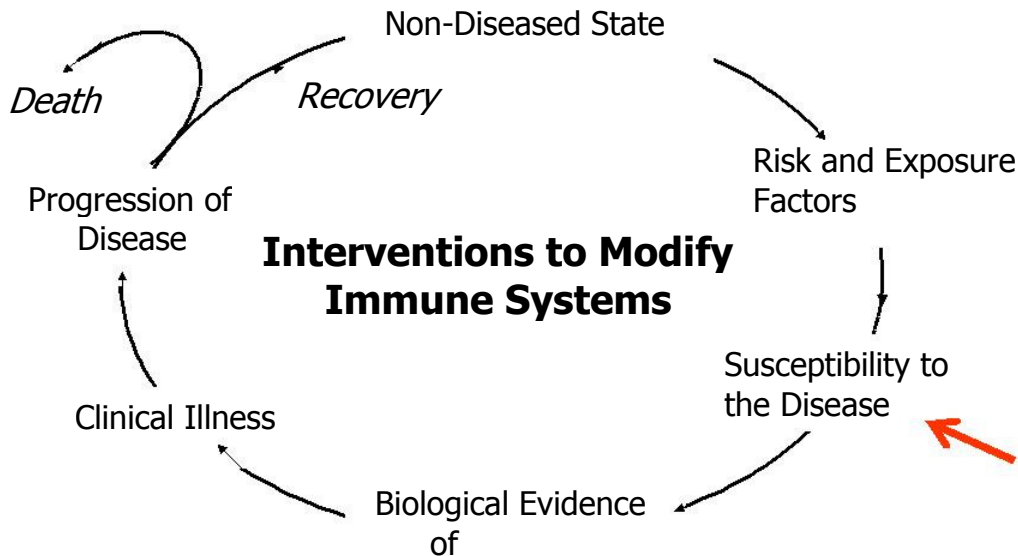 Non-Diseased State
Death
Recovery
Risk and Exposure
Factors
Progression of
Disease
Interventions to Modify
Immune Systems
Susceptibility to
the Disease
Clinical Illness
Biological Evidence
of